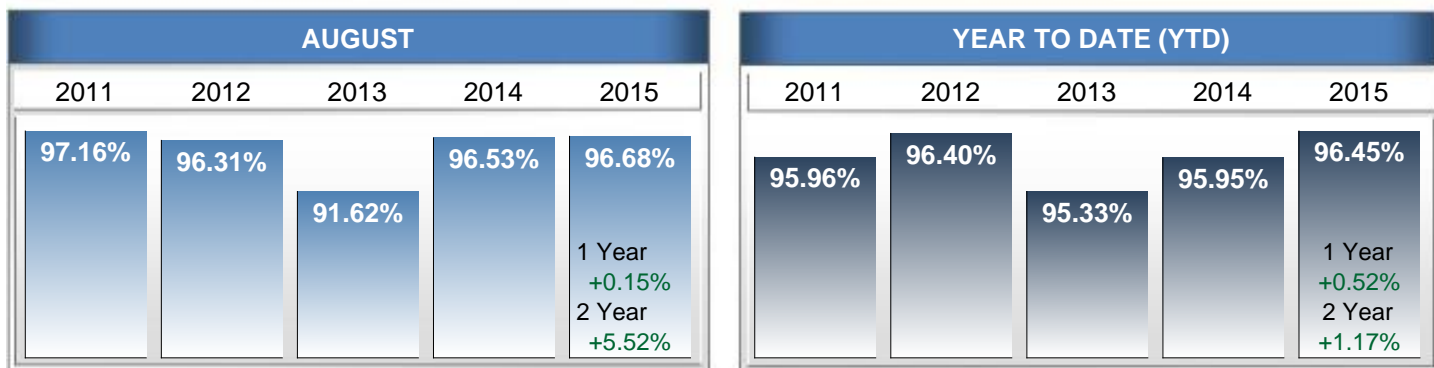 AUGUST
2011 2012 2013 2014 2015
97.16% 96.31% 91.62% 96.53% 96.68%
1 Year
+0.15%
2 Year
+5.52%
YEAR TO DATE (YTD)
2011 2012 2013 2014 2015
95.96% 96.40% 95.33% 95.95% 96.45%
1 Year
+0.52%
2 Year
+1.17%